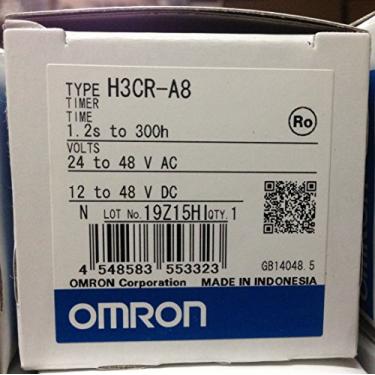 TYPE H3CR-A8
TIMER
TIME
1.2s to 300h
Ro
VOLTS
24 to 48 V AC
12 to 48 V DC
N LOT No. 19Z15HI QTY. 1
4 548583 553323
GB14048.5
OMRON Corporation MADE IN INDONESIA
OMRON